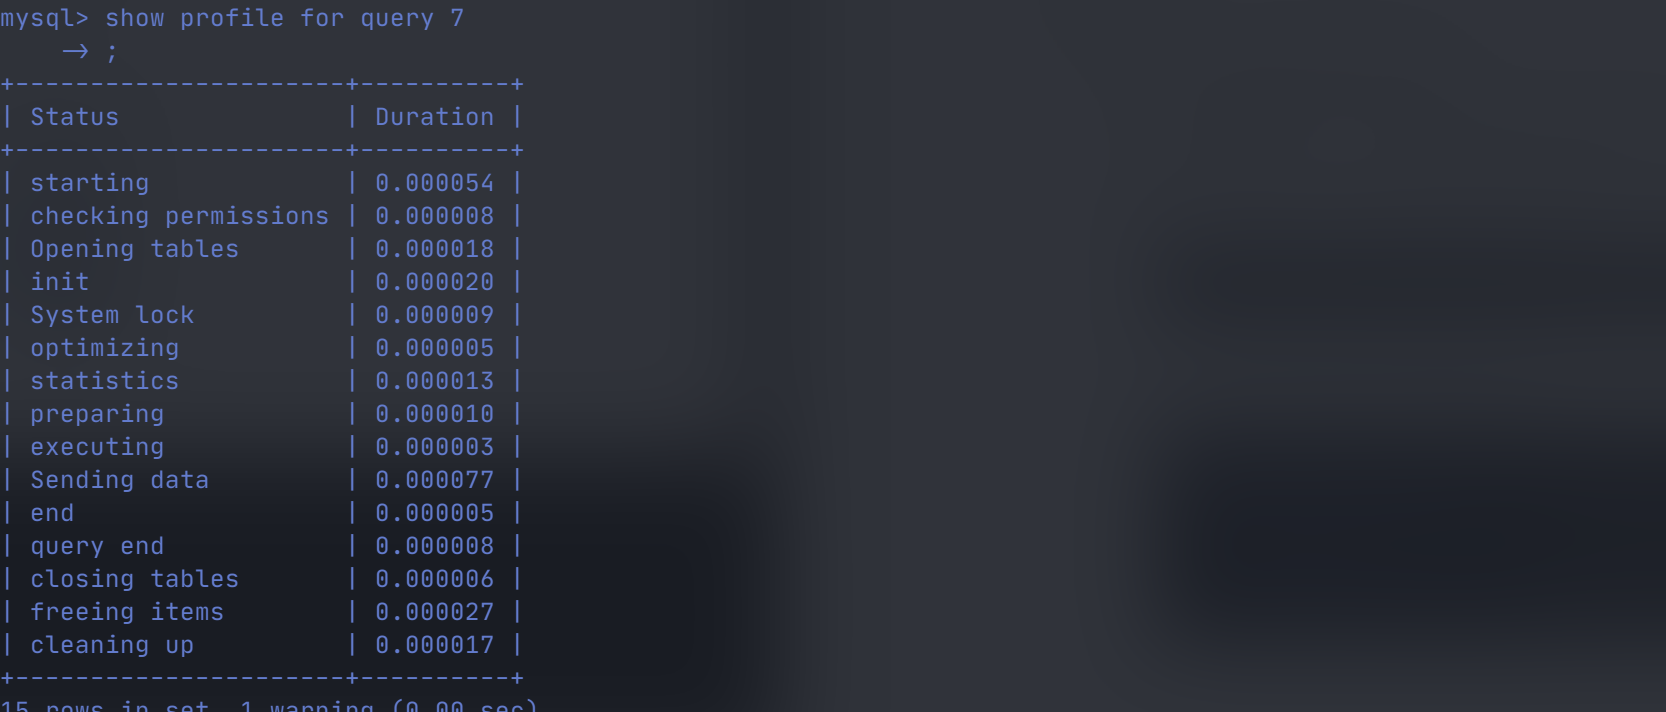 mysql> show profile for query 7
    -> ;
+----------------------+----------+
| Status               | Duration |
+----------------------+----------+
| starting             | 0.000054 |
| checking permissions | 0.000008 |
| Opening tables       | 0.000018 |
| init                 | 0.000020 |
| System lock          | 0.000009 |
| optimizing           | 0.000005 |
| statistics           | 0.000013 |
| preparing            | 0.000010 |
| executing            | 0.000003 |
| Sending data         | 0.000077 |
| end                  | 0.000005 |
| query end            | 0.000008 |
| closing tables       | 0.000006 |
| freeing items        | 0.000027 |
| cleaning up          | 0.000017 |
+----------------------+----------+
15 rows in set, 1 warning (0.00 sec)